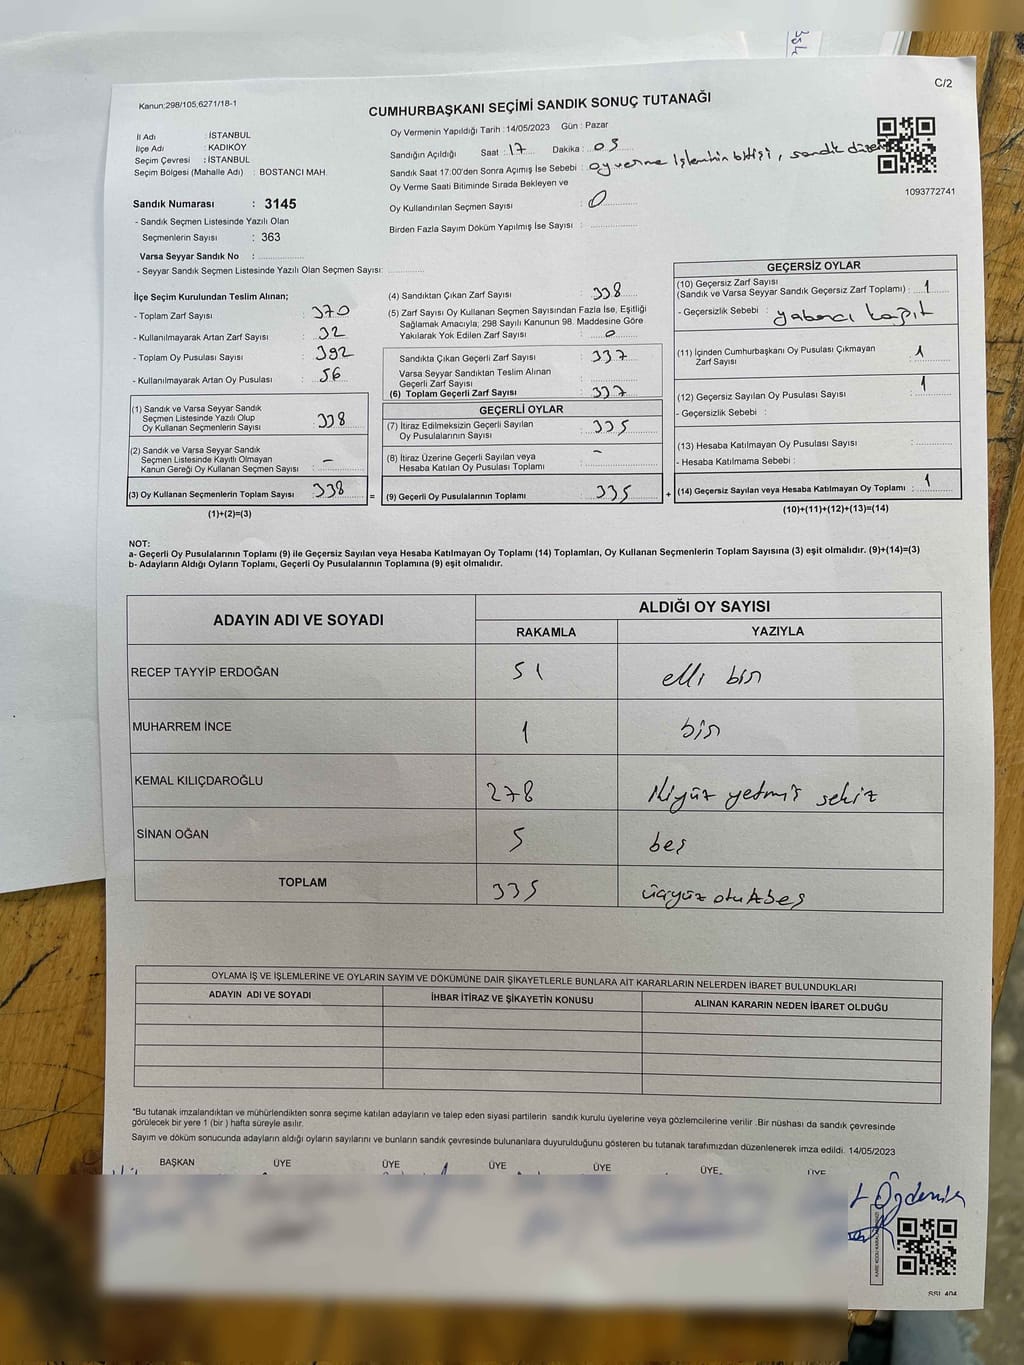 C/2
Kanun:298/105,6271/18-1
CUMHURBAŞKANI SEÇİMİ SANDIK SONUÇ TUTANAĞI
İl Adı : İSTANBUL
İlçe Adı : KADIKÖY
Seçim Çevresi : İSTANBUL
Seçim Bölgesi (Mahalle Adı) : BOSTANCI MAH.
Oy Vermenin Yapıldığı Tarih : 14/05/2023 Gün : Pazar
Sandığın Açıldığı Saat : 17 Dakika : 05
Sandık Saat 17:00'den Sonra Açımış İse Sebebi : oy verme işleminin bitişi, sandık
Oy Verme Saati Bitiminde Sırada Bekleyen ve
Oy Kullandırılan Seçmen Sayısı : 0
Birden Fazla Sayım Döküm Yapılmış İse Sayısı :
1093772741
Sandık Numarası : 3145
- Sandık Seçmen Listesinde Yazılı Olan
Seçmenlerin Sayısı : 363
Varsa Seyyar Sandık No :
- Seyyar Sandık Seçmen Listesinde Yazılı Olan Seçmen Sayısı:
İlçe Seçim Kurulundan Teslim Alınan;
- Toplam Zarf Sayısı : 370
- Kullanılmayarak Artan Zarf Sayısı : 32
- Toplam Oy Pusulası Sayısı : 392
- Kullanılmayarak Artan Oy Pusulası : 56
(1) Sandık ve Varsa Seyyar Sandık
Seçmen Listesinde Yazılı Olup
Oy Kullanan Seçmenlerin Sayısı : 338
(2) Sandık ve Varsa Seyyar Sandık
Seçmen Listesinde Kayıtlı Olmayan
Kanun Gereği Oy Kullanan Seçmen Sayısı : -
(3) Oy Kullanan Seçmenlerin Toplam Sayısı : 338
(1)+(2)=(3)
(4) Sandıktan Çıkan Zarf Sayısı : 338
(5) Zarf Sayısı Oy Kullanan Seçmen Sayısından Fazla İse, Eşitliği
Sağlamak Amacıyla, 298 Sayılı Kanunun 98. Maddesine Göre
Yakılarak Yok Edilen Zarf Sayısı : 0
Sandıkta Çıkan Geçerli Zarf Sayısı : 337
Varsa Seyyar Sandıktan Teslim Alınan
Geçerli Zarf Sayısı :
(6) Toplam Geçerli Zarf Sayısı : 337
GEÇERLİ OYLAR
(7) İtiraz Edilmeksizin Geçerli Sayılan
Oy Pusulalarının Sayısı : 335
(8) İtiraz Üzerine Geçerli Sayılan veya
Hesaba Katılan Oy Pusulası Toplamı : -
= (9) Geçerli Oy Pusulalarının Toplamı : 335
GEÇERSİZ OYLAR
(10) Geçersiz Zarf Sayısı
(Sandık ve Varsa Seyyar Sandık Geçersiz Zarf Toplamı) : 1
- Geçersizlik Sebebi : yabancı kağıt
(11) İçinden Cumhurbaşkanı Oy Pusulası Çıkmayan
Zarf Sayısı : 1
(12) Geçersiz Sayılan Oy Pusulası Sayısı : 1
- Geçersizlik Sebebi :
(13) Hesaba Katılmayan Oy Pusulası Sayısı :
- Hesaba Katılmama Sebebi :
+ (14) Geçersiz Sayılan veya Hesaba Katılmayan Oy Toplamı : 1
(10)+(11)+(12)+(13)=(14)
NOT:
a- Geçerli Oy Pusulalarının Toplamı (9) ile Geçersiz Sayılan veya Hesaba Katılmayan Oy Toplamı (14) Toplamları, Oy Kullanan Seçmenlerin Toplam Sayısına (3) eşit olmalıdır. (9)+(14)=(3)
b- Adayların Aldığı Oyların Toplamı, Geçerli Oy Pusulalarının Toplamına (9) eşit olmalıdır.
ADAYIN ADI VE SOYADI
ALDIĞI OY SAYISI
RAKAMLA YAZIYLA
RECEP TAYYİP ERDOĞAN 51 elli bir
MUHARREM İNCE 1 bir
KEMAL KILIÇDAROĞLU 278 ikiyüz yetmiş sekiz
SİNAN OĞAN 5 beş
TOPLAM 335 üçyüz otuzbeş
OYLAMA İŞ VE İŞLEMLERİNE VE OYLARIN SAYIM VE DÖKÜMÜNE DAİR ŞİKAYETLERLE BUNLARA AİT KARARLARIN NELERDEN İBARET BULUNDUKLARI
ADAYIN ADI VE SOYADI İHBAR İTİRAZ VE ŞİKAYETİN KONUSU ALINAN KARARIN NEDEN İBARET OLDUĞU
*Bu tutanak imzalandıktan ve mühürlendikten sonra seçime katılan adayların ve talep eden siyasi partilerin sandık kurulu üyelerine veya gözlemcilerine verilir .Bir nüshası da sandık çevresinde
görülecek bir yere 1 (bir ) hafta süreyle asılır.
Sayım ve döküm sonucunda adayların aldığı oyların sayılarını ve bunların sandık çevresinde bulunanlara duyurulduğunu gösteren bu tutanak tarafımızdan düzenlenerek imza edildi. 14/05/2023
BAŞKAN ÜYE ÜYE ÜYE ÜYE ÜYE ÜYE
SSI 404